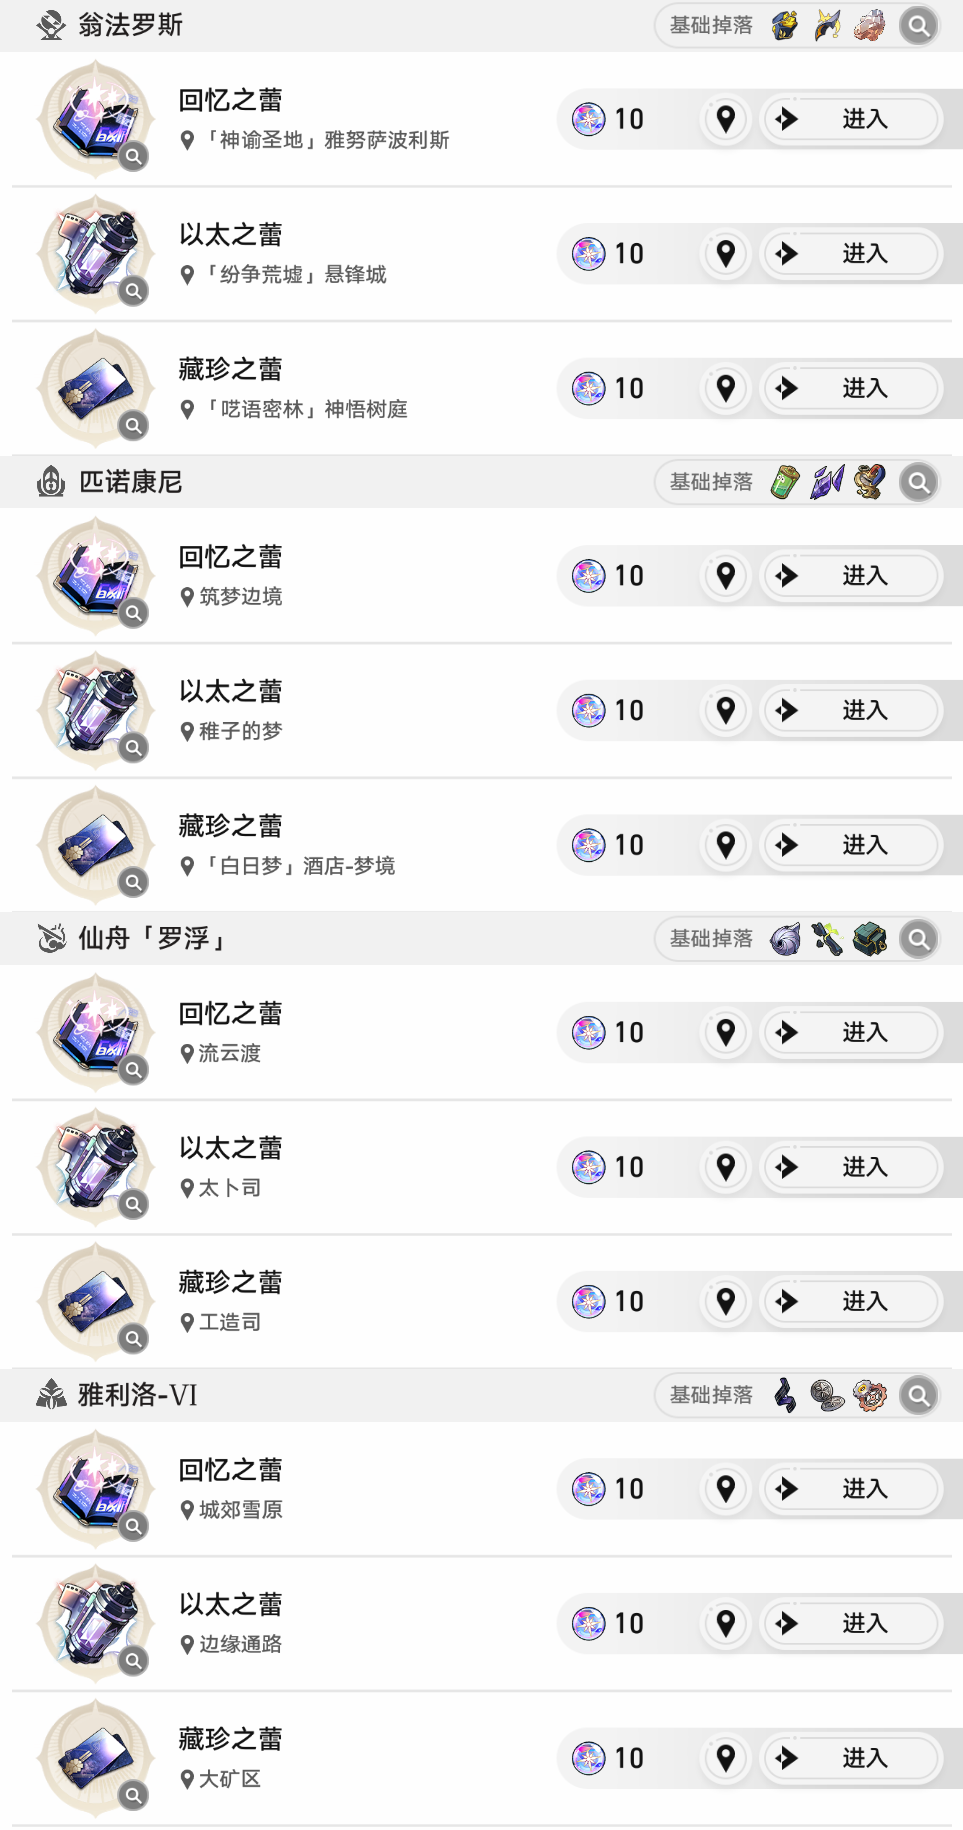 翁法罗斯
基础掉落
回忆之蕾
「神谕圣地」雅努萨波利斯
10
进入
以太之蕾
「纷争荒墟」悬锋城
10
进入
藏珍之蕾
「呓语密林」神悟树庭
10
进入
匹诺康尼
基础掉落
回忆之蕾
筑梦边境
10
进入
以太之蕾
稚子的梦
10
进入
藏珍之蕾
「白日梦」酒店-梦境
10
进入
仙舟「罗浮」
基础掉落
回忆之蕾
流云渡
10
进入
以太之蕾
太卜司
10
进入
藏珍之蕾
工造司
10
进入
雅利洛-VI
基础掉落
回忆之蕾
城郊雪原
10
进入
以太之蕾
边缘通路
10
进入
藏珍之蕾
大矿区
10
进入